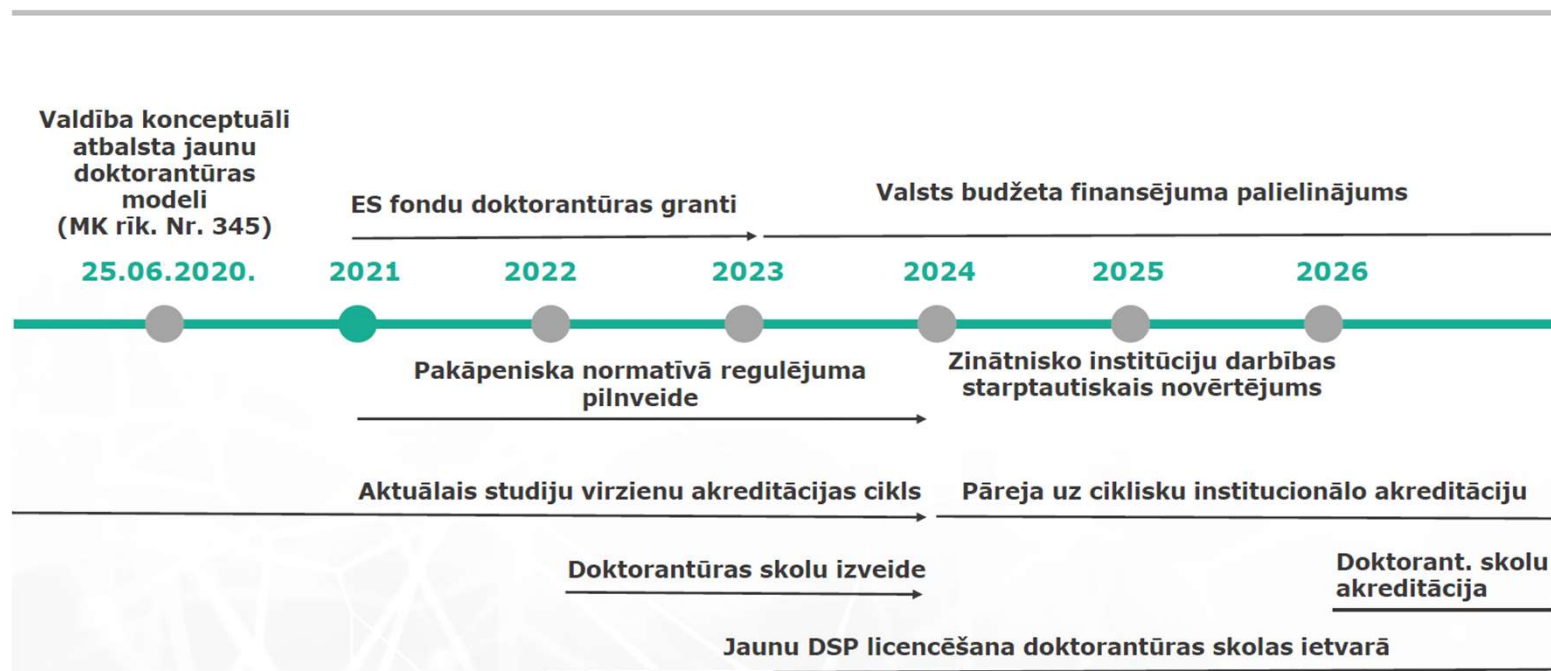 Valdība konceptuāli
atbalsta jaunu
doktorantūras
modeli
(MK rīk. Nr. 345)
ES fondu doktorantūras granti
Valsts budžeta finansējuma palielinājums
25.06.2020.
2021
2022
2023
2024
2025
2026
Pakāpeniska normatīvā regulējuma
pilnveide
Zinātnisko institūciju darbības
starptautiskais novērtējums
Aktuālais studiju virzienu akreditācijas cikls
Pāreja uz ciklisku institucionālo akreditāciju
Doktorantūras skolu izveide
Doktorant. skolu
akreditācija
Jaunu DSP licencēšana doktorantūras skolas ietvarā